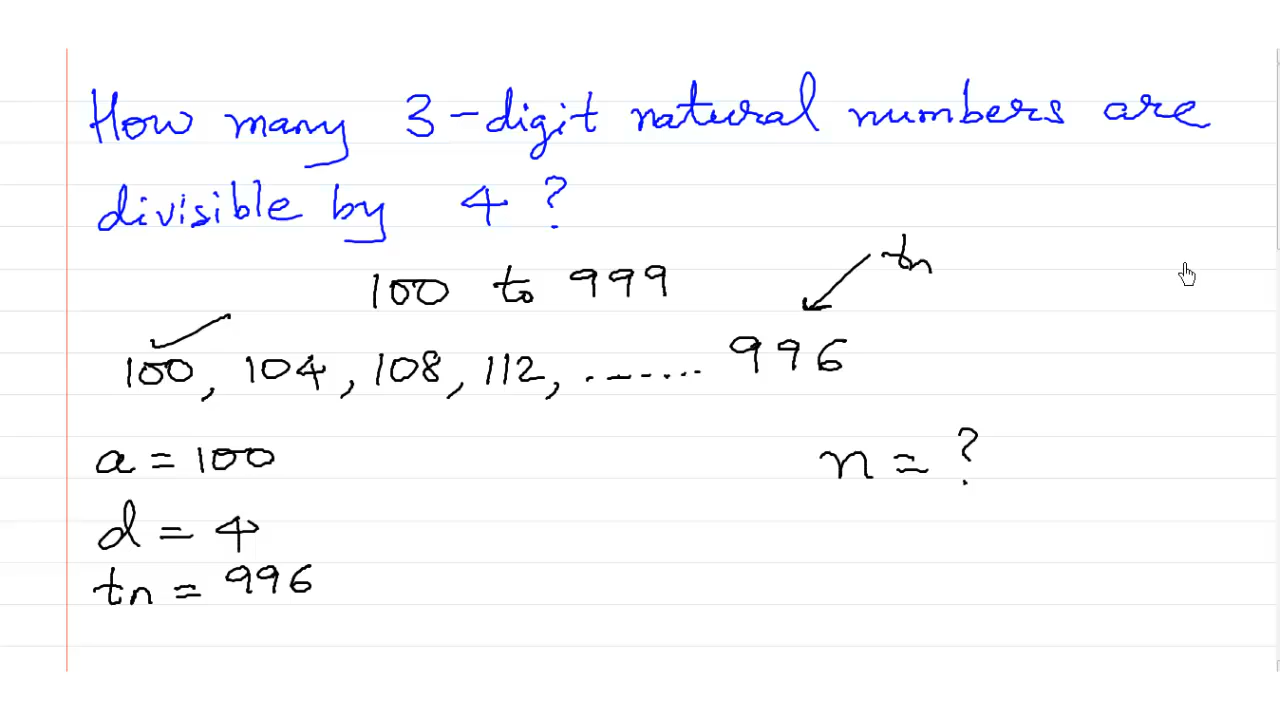 How many 3-digit natural numbers are
divisible by 4 ?
tn
100 to 999
100, 104, 108, 112, ........ 996
a = 100
n = ?
d = 4
tn = 996